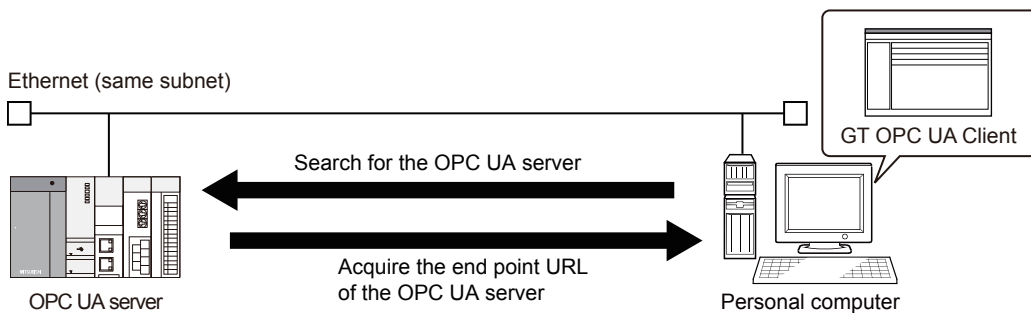 Ethernet (same subnet)
GT OPC UA Client
Search for the OPC UA server
Acquire the end point URL
of the OPC UA server
OPC UA server
Personal computer